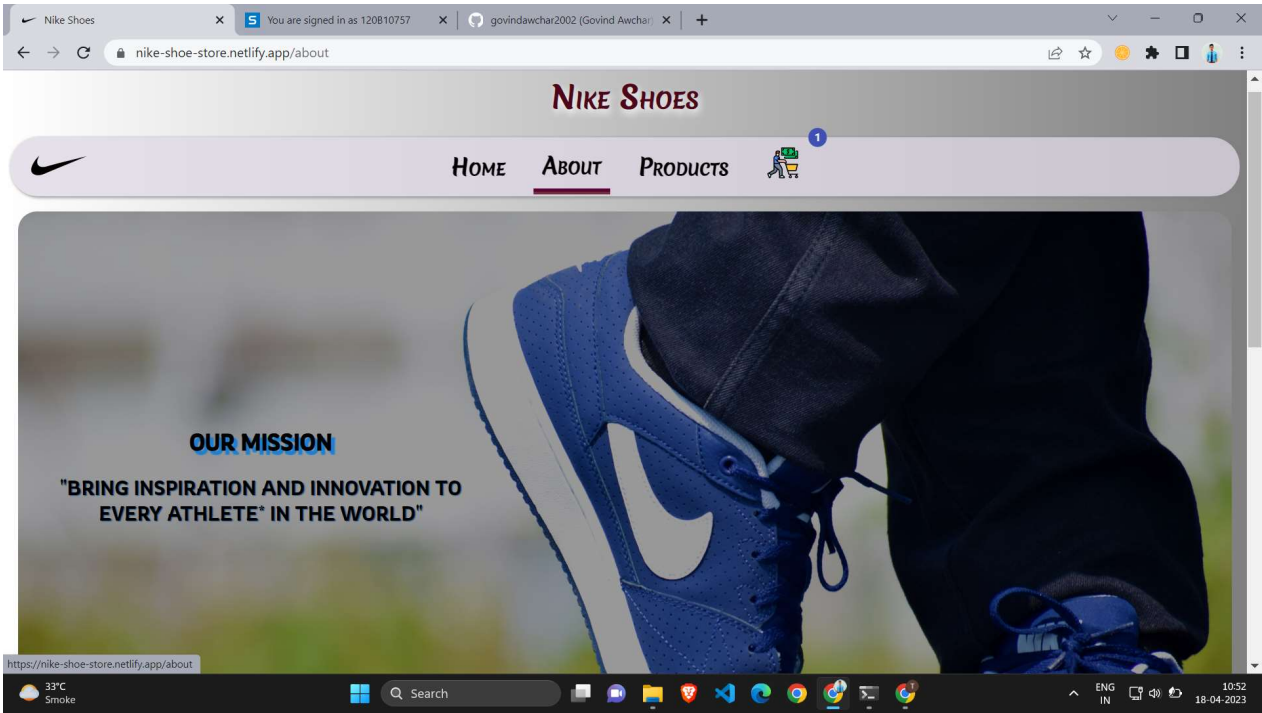 Nike Shoes
You are signed in as 120B10757
govindawchar2002 (Govind Awchar)
nike-shoe-store.netlify.app/about
Nike Shoes
Home About Products 1
OUR MISSION
"BRING INSPIRATION AND INNOVATION TO
EVERY ATHLETE* IN THE WORLD"
https://nike-shoe-store.netlify.app/about
33°C
Smoke
Search
ENG
IN
10:52
18-04-2023